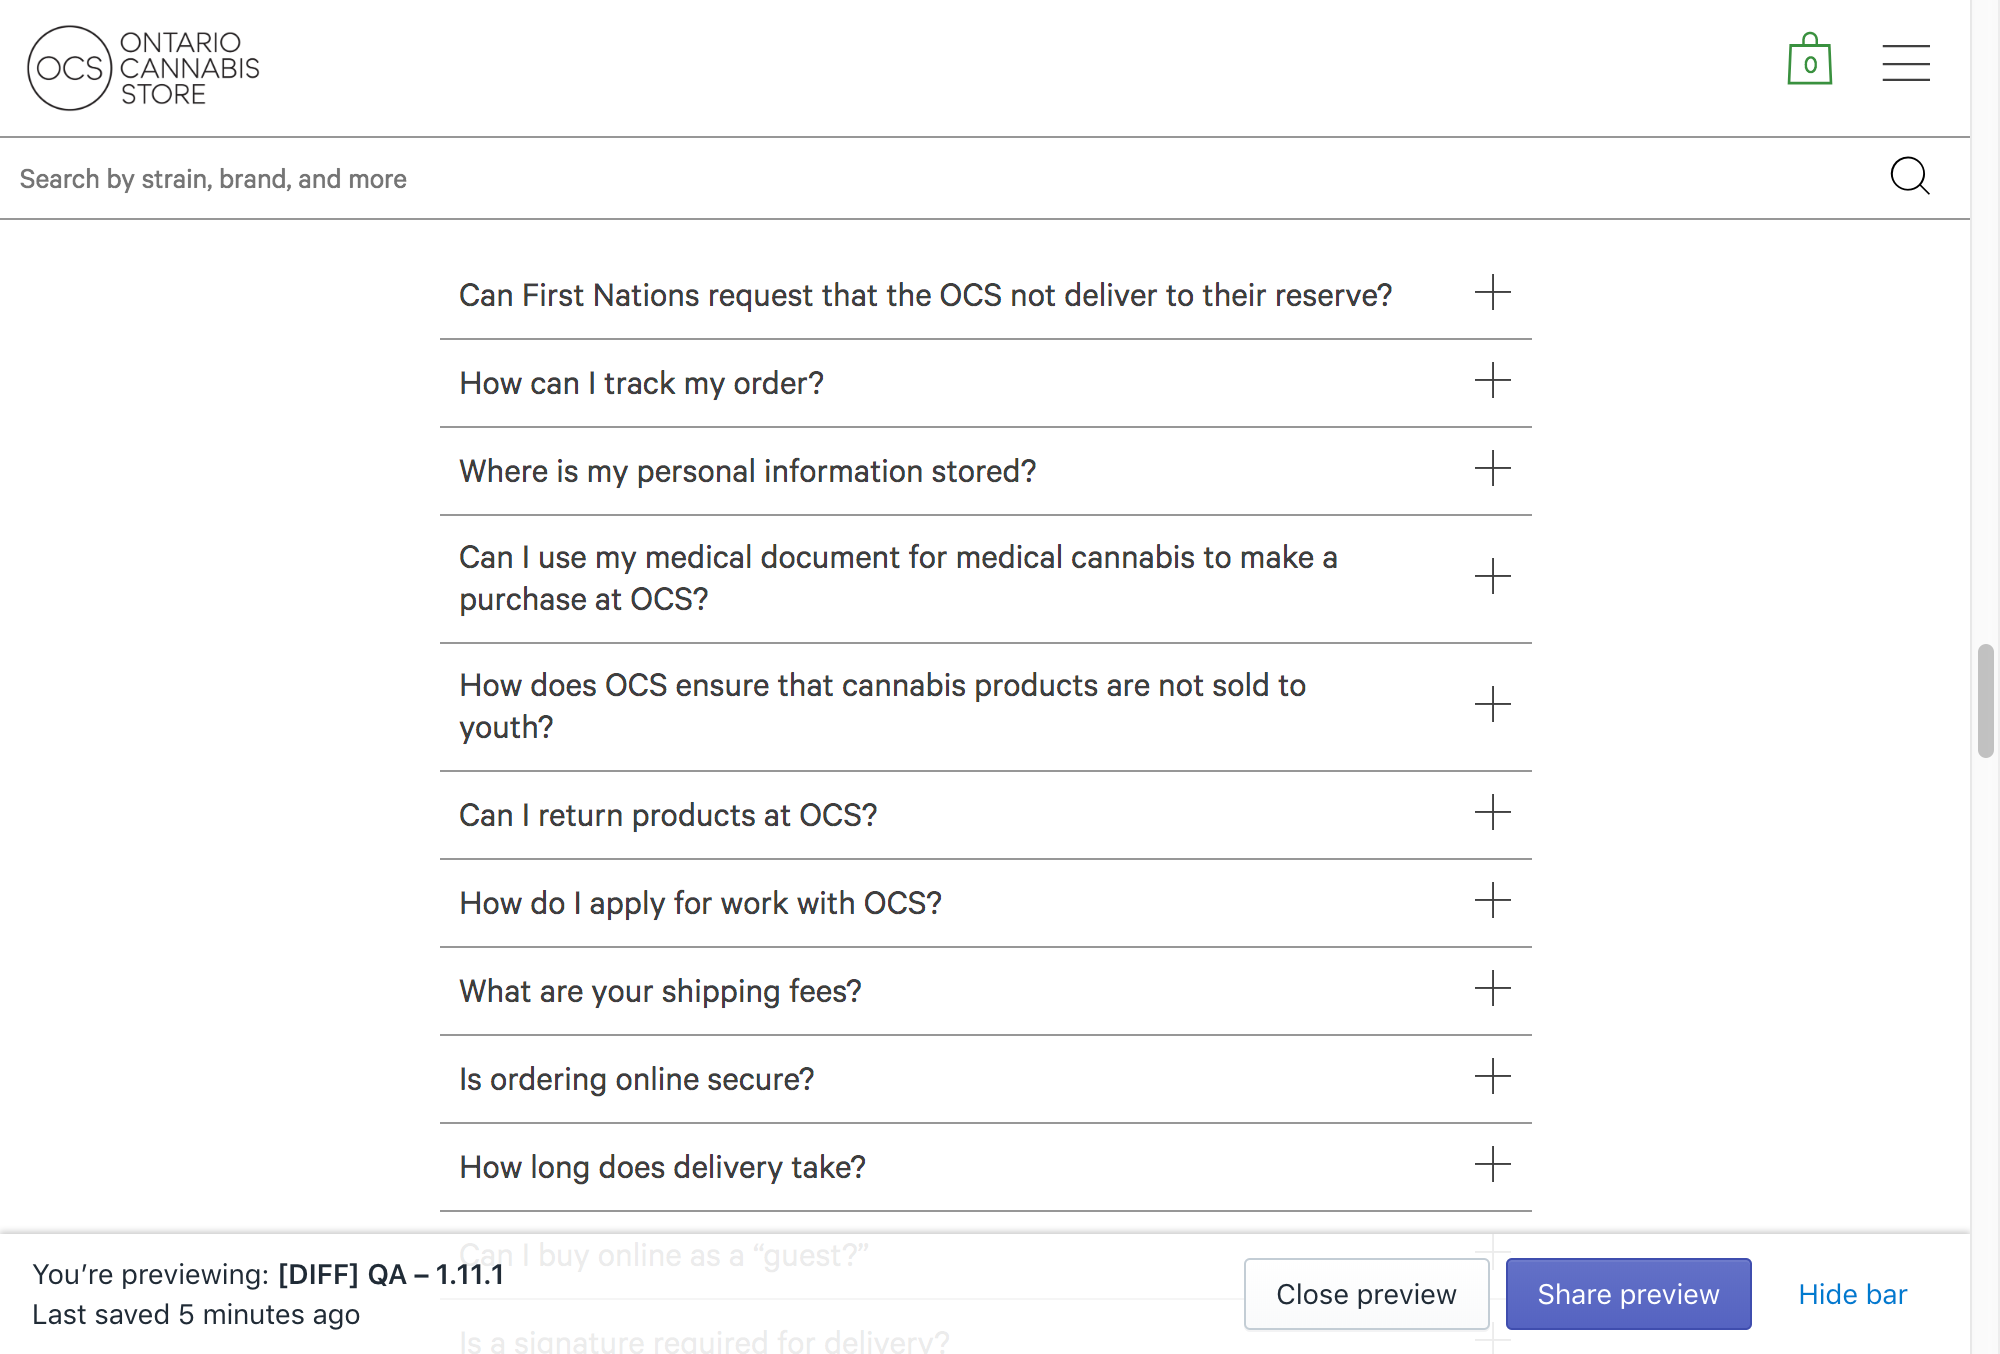 OCS
ONTARIO
CANNABIS
STORE
0
Search by strain, brand, and more
Can First Nations request that the OCS not deliver to their reserve?
How can I track my order?
Where is my personal information stored?
Can I use my medical document for medical cannabis to make a
purchase at OCS?
How does OCS ensure that cannabis products are not sold to
youth?
Can I return products at OCS?
How do I apply for work with OCS?
What are your shipping fees?
Is ordering online secure?
How long does delivery take?
Can I buy online as a “guest?”
You’re previewing: [DIFF] QA – 1.11.1
Last saved 5 minutes ago
Close preview
Share preview
Hide bar
Is a signature required for delivery?